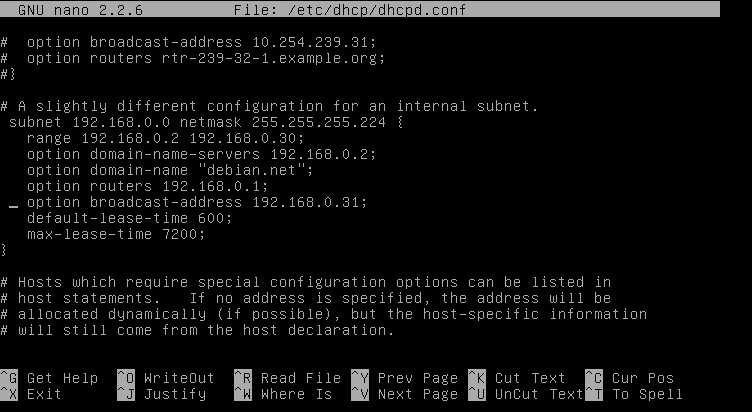 GNU nano 2.2.6 File: /etc/dhcp/dhcpd.conf
#  option broadcast-address 10.254.239.31;
#  option routers rtr-239-32-1.example.org;
#}
# A slightly different configuration for an internal subnet.
 subnet 192.168.0.0 netmask 255.255.255.224 {
   range 192.168.0.2 192.168.0.30;
   option domain-name-servers 192.168.0.2;
   option domain-name "debian.net";
   option routers 192.168.0.1;
 _ option broadcast-address 192.168.0.31;
   default-lease-time 600;
   max-lease-time 7200;
}
# Hosts which require special configuration options can be listed in
# host statements.   If no address is specified, the address will be
# allocated dynamically (if possible), but the host-specific information
# will still come from the host declaration.
^G Get Help ^O WriteOut ^R Read File ^Y Prev Page ^K Cut Text ^C Cur Pos
^X Exit ^J Justify ^W Where Is ^V Next Page ^U UnCut Text ^T To Spell